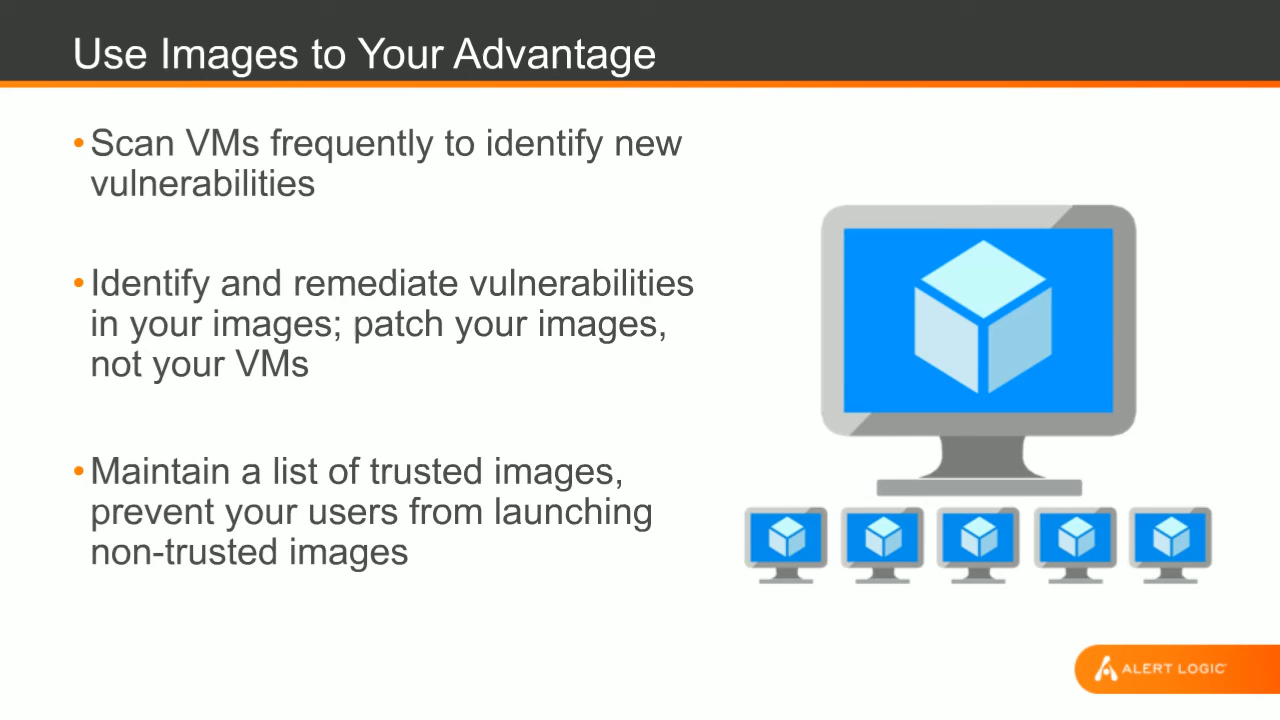 Use Images to Your Advantage
•Scan VMs frequently to identify new
vulnerabilities
•Identify and remediate vulnerabilities
in your images; patch your images,
not your VMs
•Maintain a list of trusted images,
prevent your users from launching
non-trusted images
ALERT LOGIC